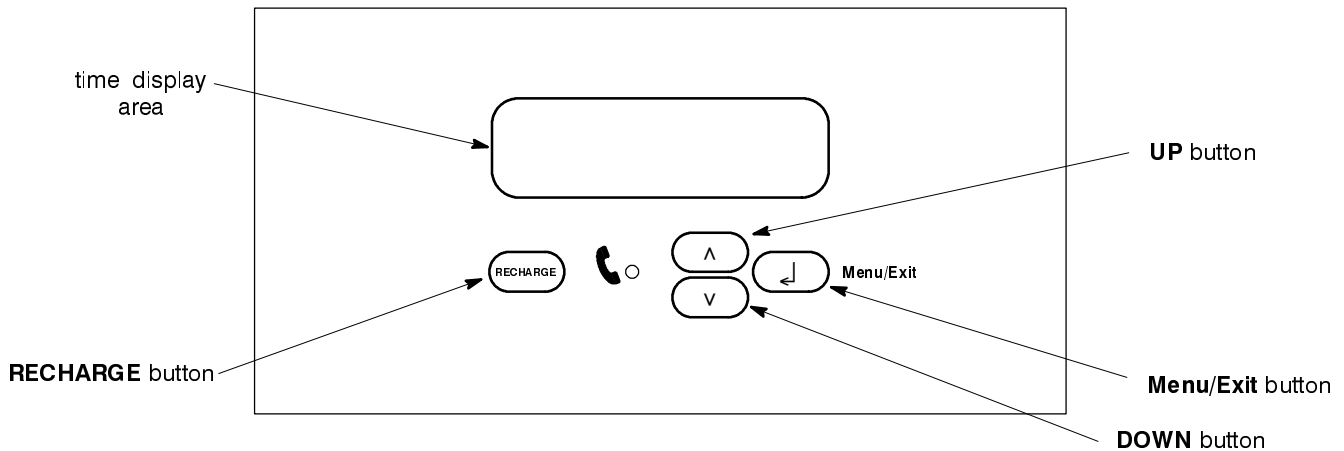 time display
area
UP button
RECHARGE
^
v
Menu/Exit
RECHARGE button
Menu/Exit button
DOWN button